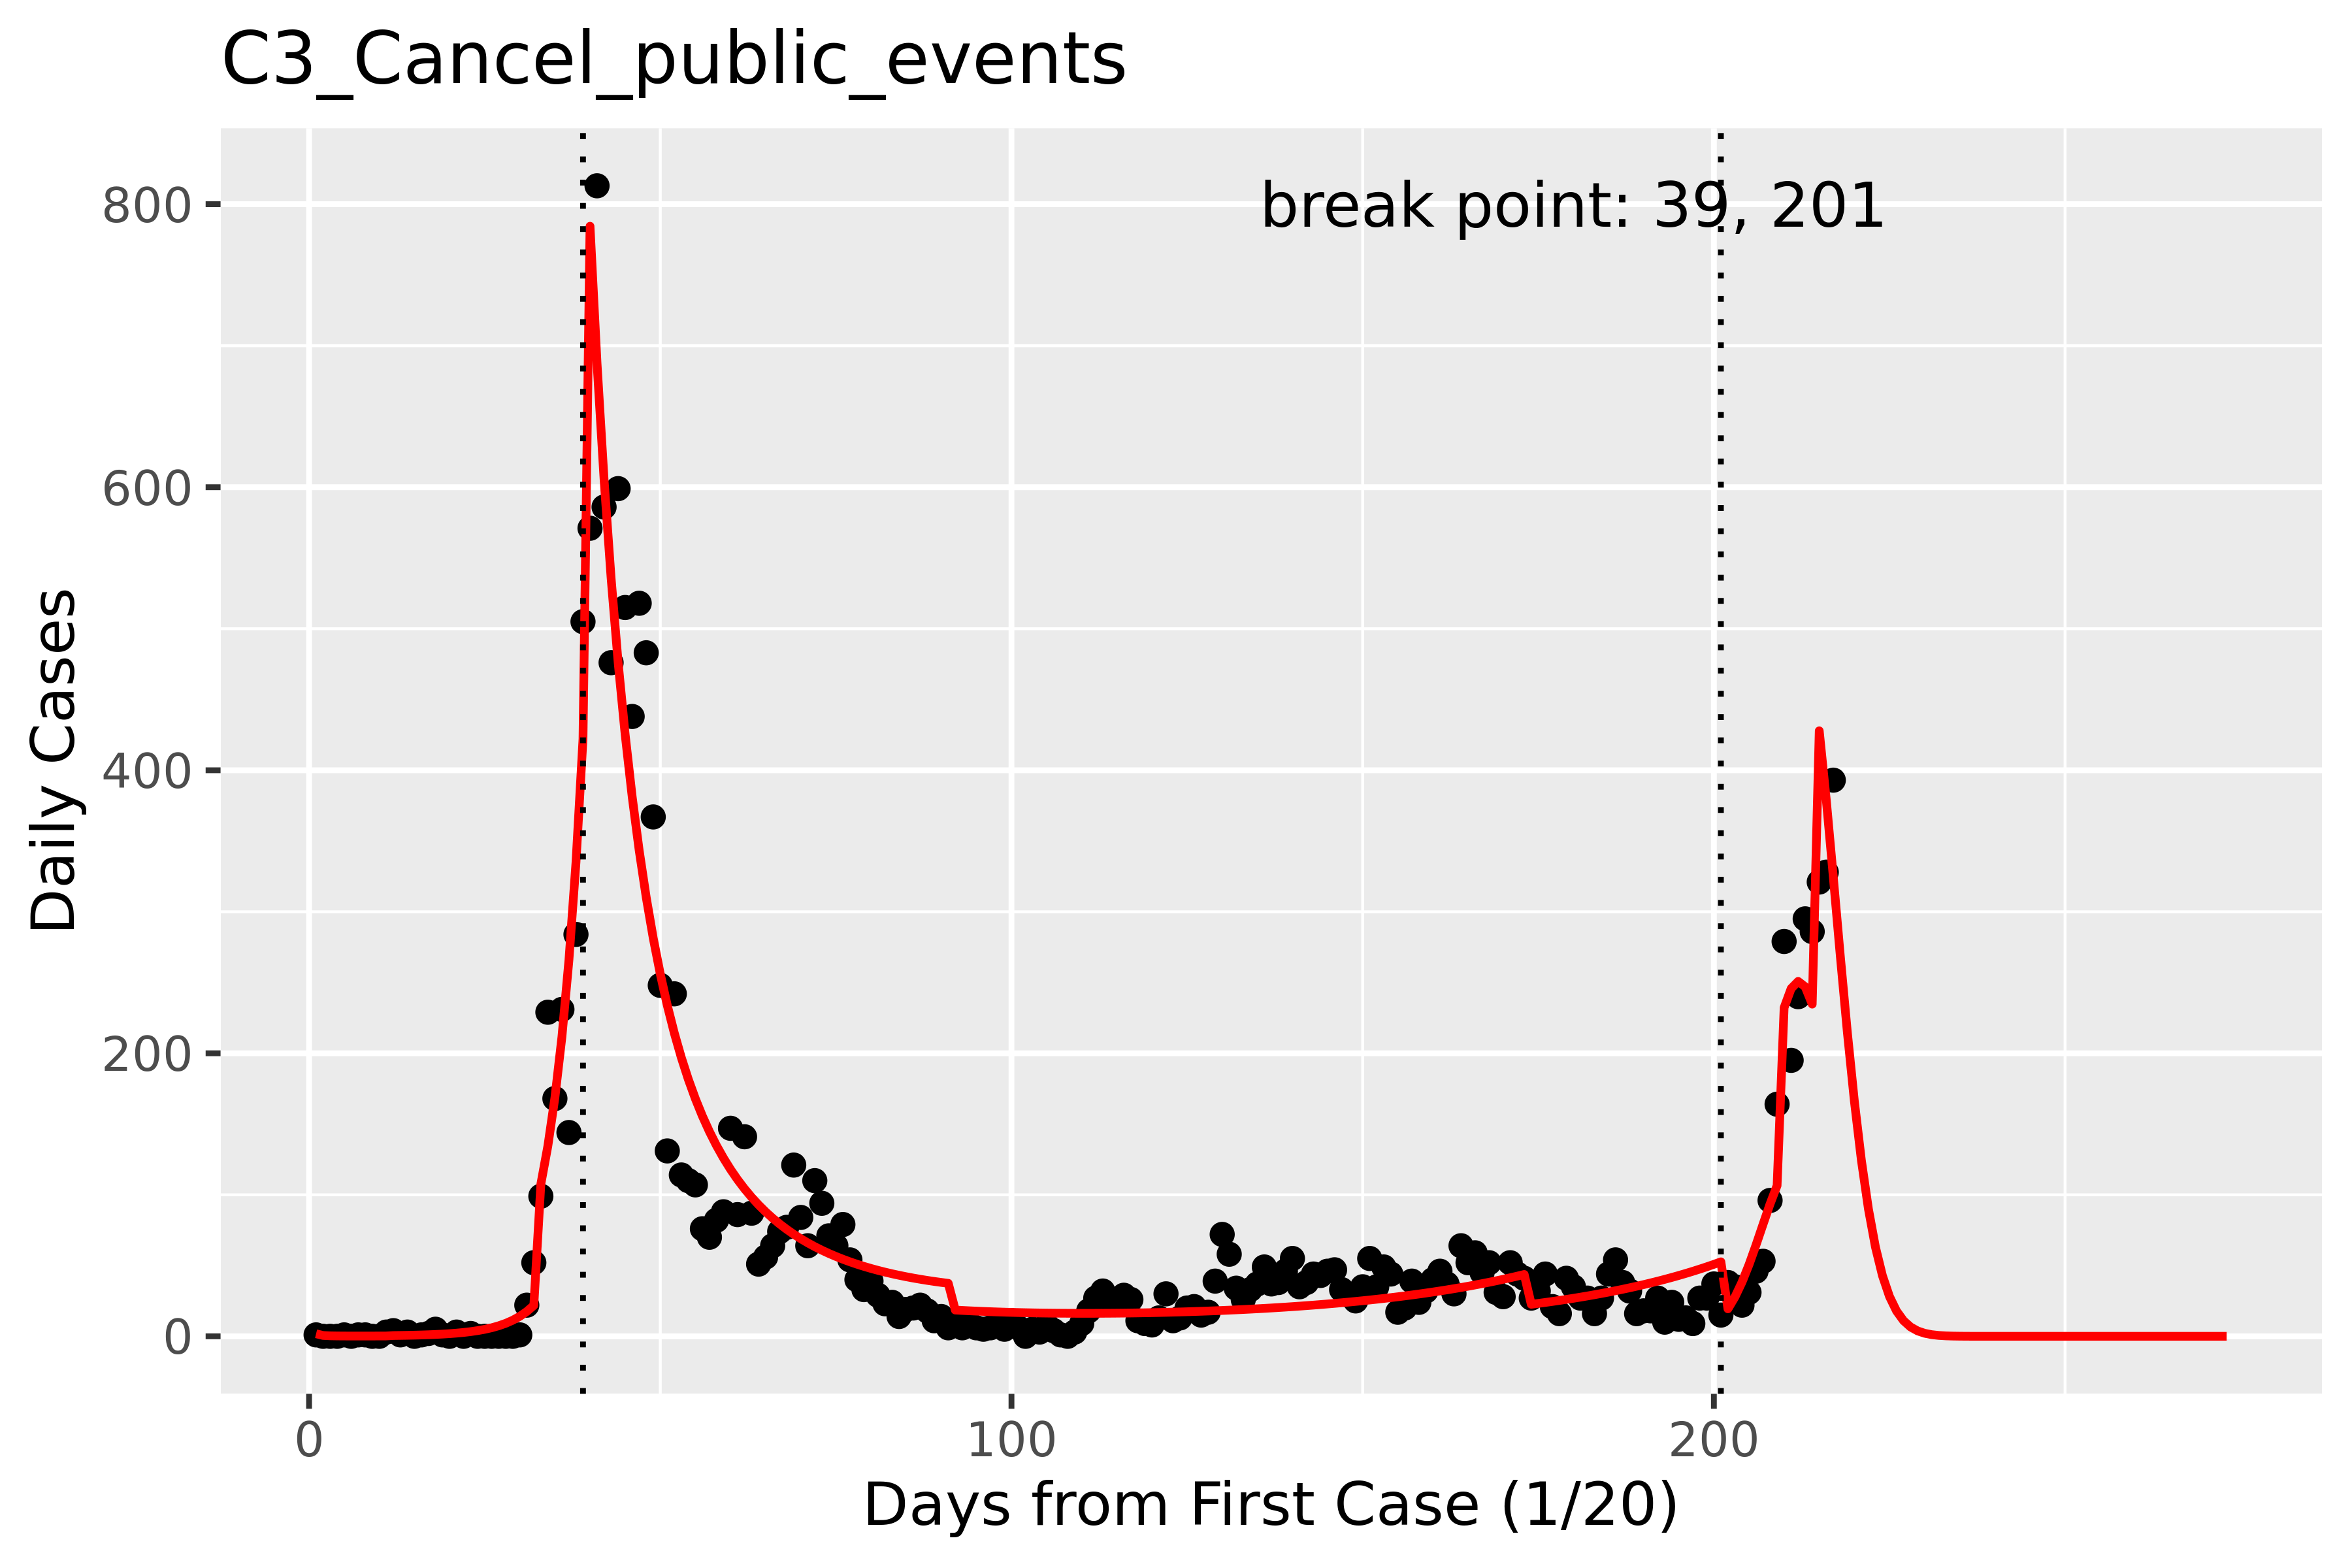 C3_Cancel_public_events
break point: 39, 201
800
600
400
200
0
Daily Cases
0 100 200
Days from First Case (1/20)